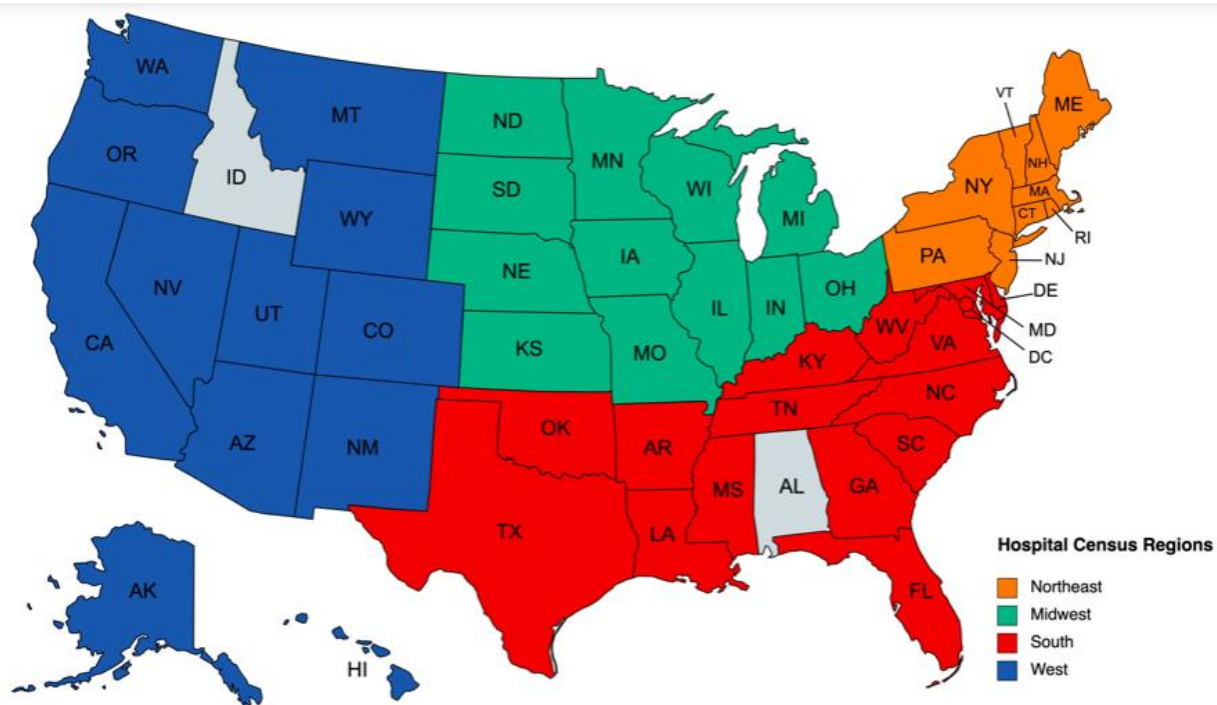 WA
MT
ND
MN
VT
ME
OR
ID
SD
WI
MI
NY
NH
MA
CT
RI
WY
NE
IA
PA
NJ
NV
UT
CO
IL
IN
OH
DE
CA
KS
MO
WV
VA
MD
DC
KY
AZ
NM
OK
AR
TN
NC
SC
MS
AL
GA
TX
LA
FL
AK
HI
Hospital Census Regions
Northeast
Midwest
South
West